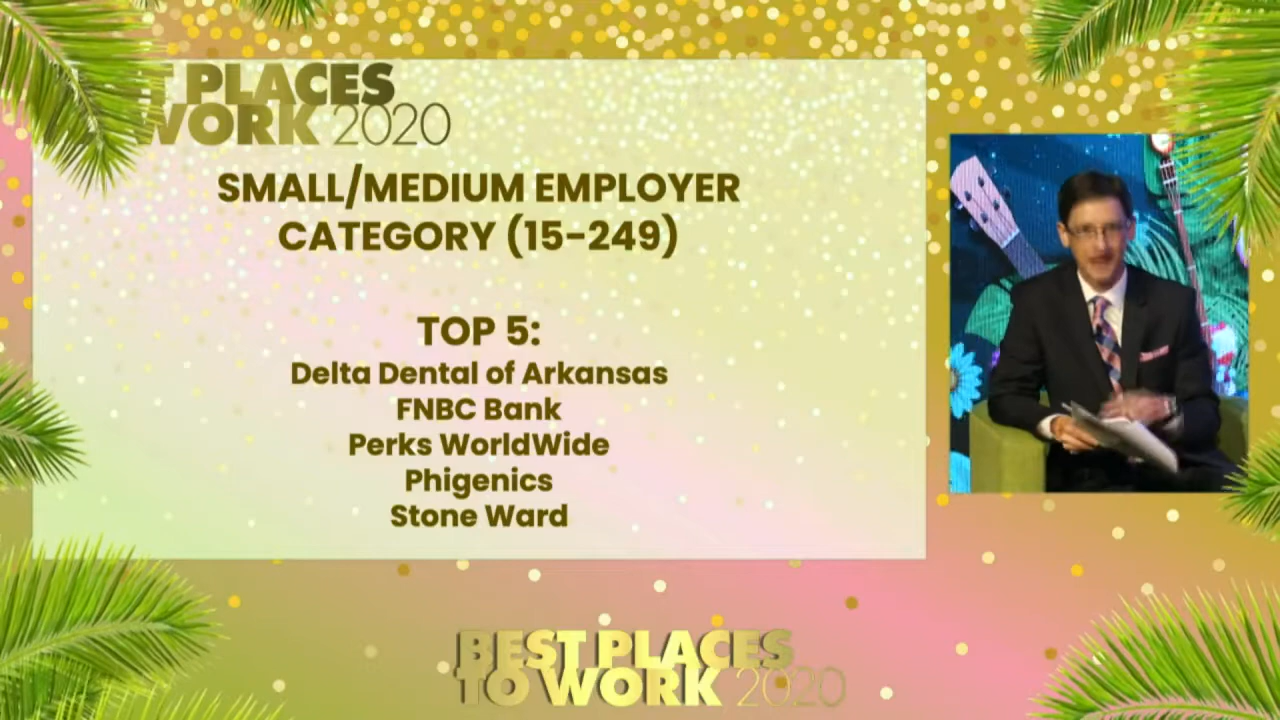 T PLACES
WORK 2020
SMALL/MEDIUM EMPLOYER
CATEGORY (15-249)
TOP 5:
Delta Dental of Arkansas
FNBC Bank
Perks WorldWide
Phigenics
Stone Ward
BEST PLACES
TO WORK 2020